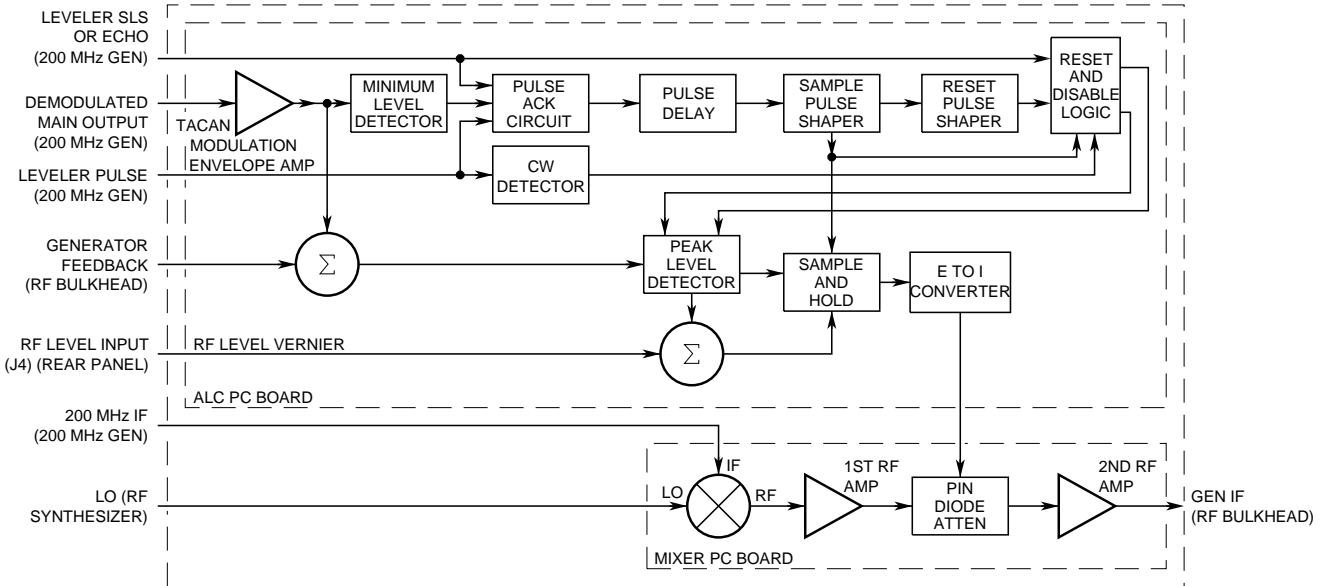 LEVELER SLS
OR ECHO
(200 MHz GEN)
DEMODULATED
MAIN OUTPUT
(200 MHz GEN)
LEVELER PULSE
(200 MHz GEN)
GENERATOR
FEEDBACK
(RF BULKHEAD)
RF LEVEL INPUT
(J4) (REAR PANEL)
200 MHz IF
(200 MHz GEN)
LO (RF
SYNTHESIZER)
TACAN
MODULATION
ENVELOPE AMP
MINIMUM
LEVEL
DETECTOR
PULSE
ACK
CIRCUIT
PULSE
DELAY
SAMPLE
PULSE
SHAPER
RESET
PULSE
SHAPER
RESET
AND
DISABLE
LOGIC
CW
DETECTOR
Σ
PEAK
LEVEL
DETECTOR
SAMPLE
AND
HOLD
E TO I
CONVERTER
RF LEVEL VERNIER
Σ
ALC PC BOARD
IF
LO
RF
1ST RF
AMP
PIN
DIODE
ATTEN
2ND RF
AMP
GEN IF
(RF BULKHEAD)
MIXER PC BOARD